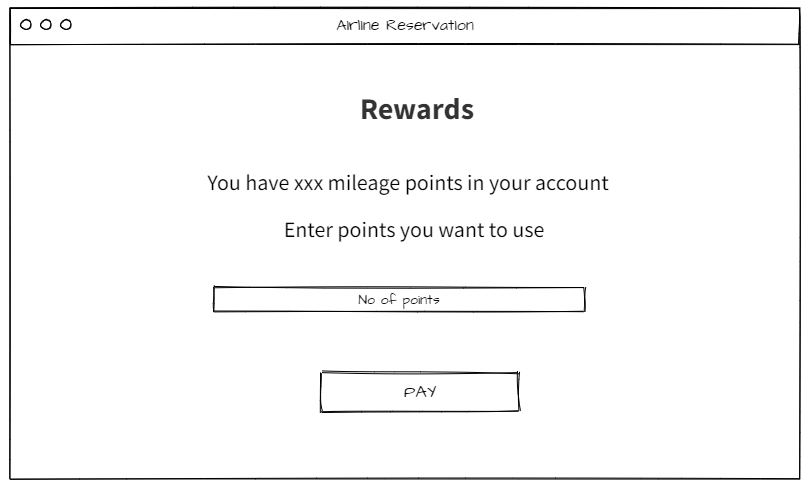 Airline Reservation
Rewards
You have xxx mileage points in your account
Enter points you want to use
No of points
PAY